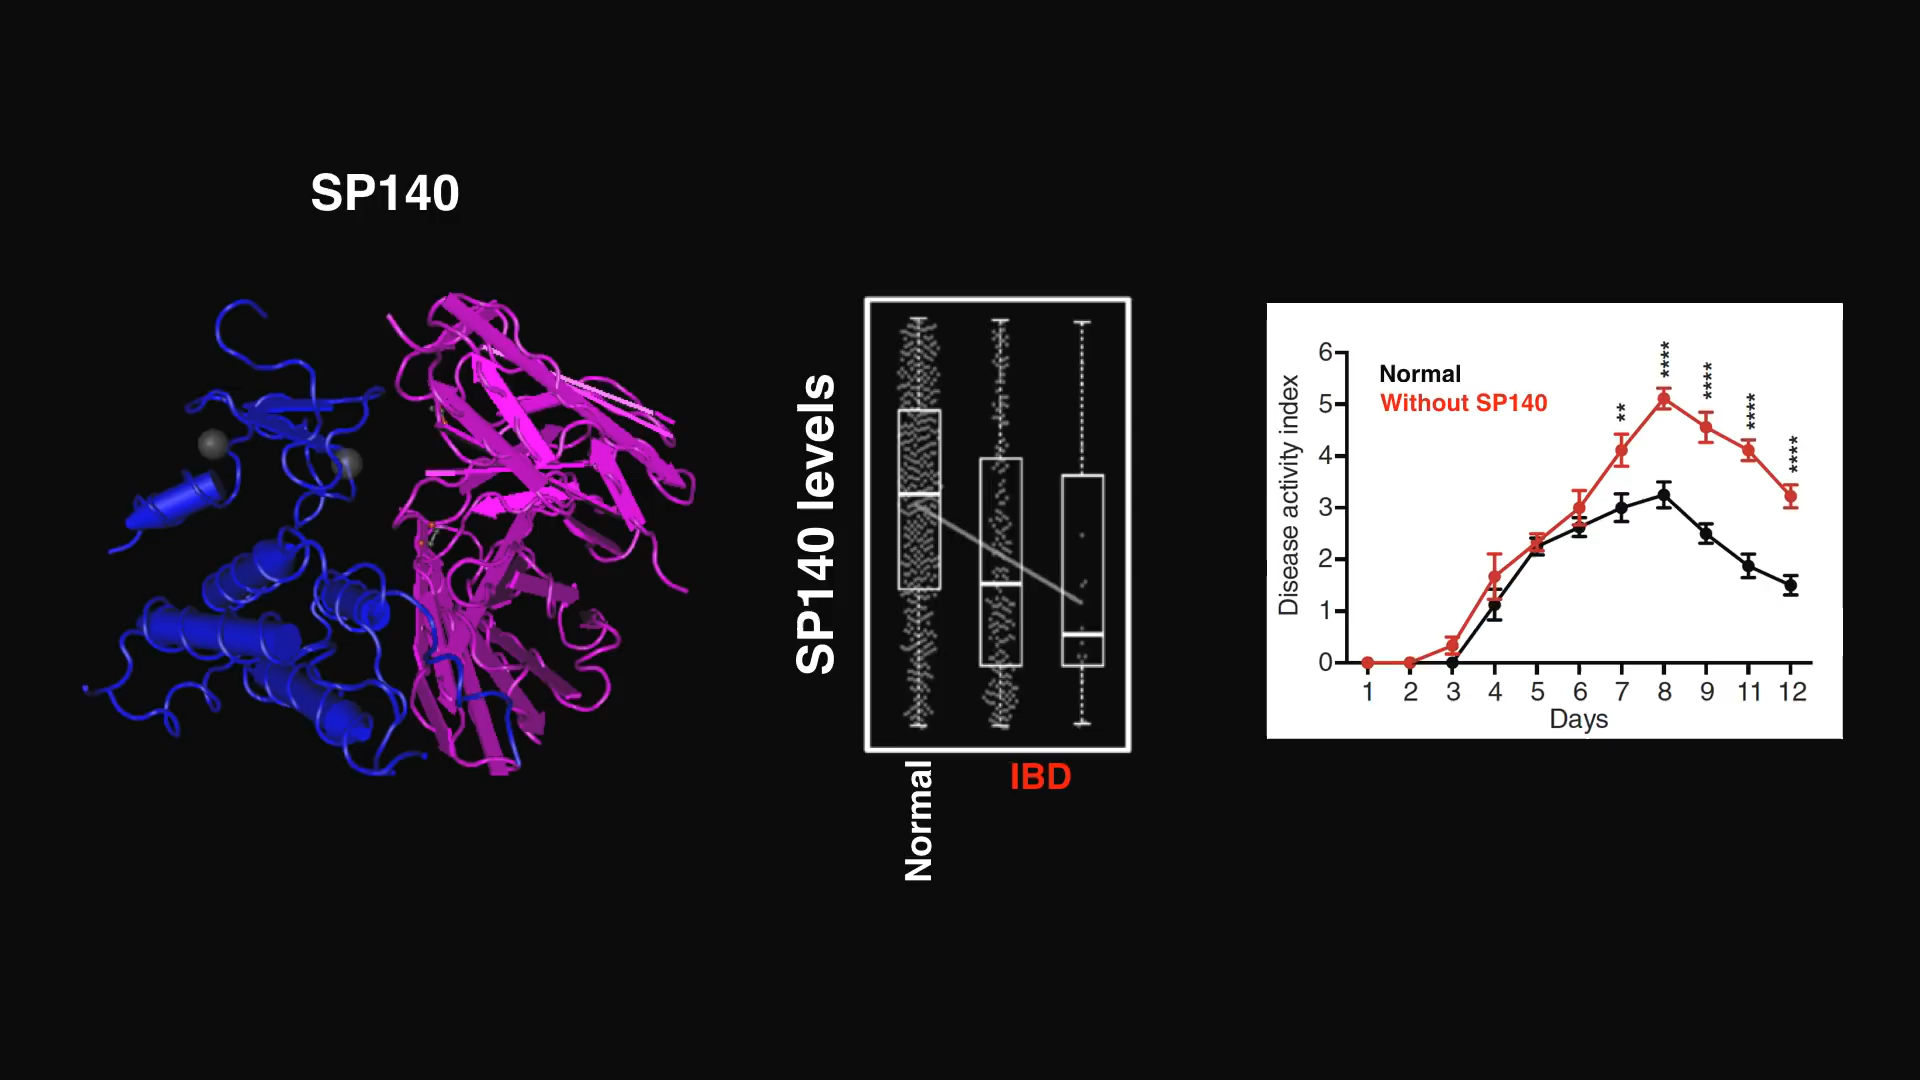 SP140
SP140 levels
Normal
IBD
Disease activity index
6
5
4
3
2
1
0
Normal
Without SP140
**
****
****
****
****
1 2 3 4 5 6 7 8 9 11 12
Days